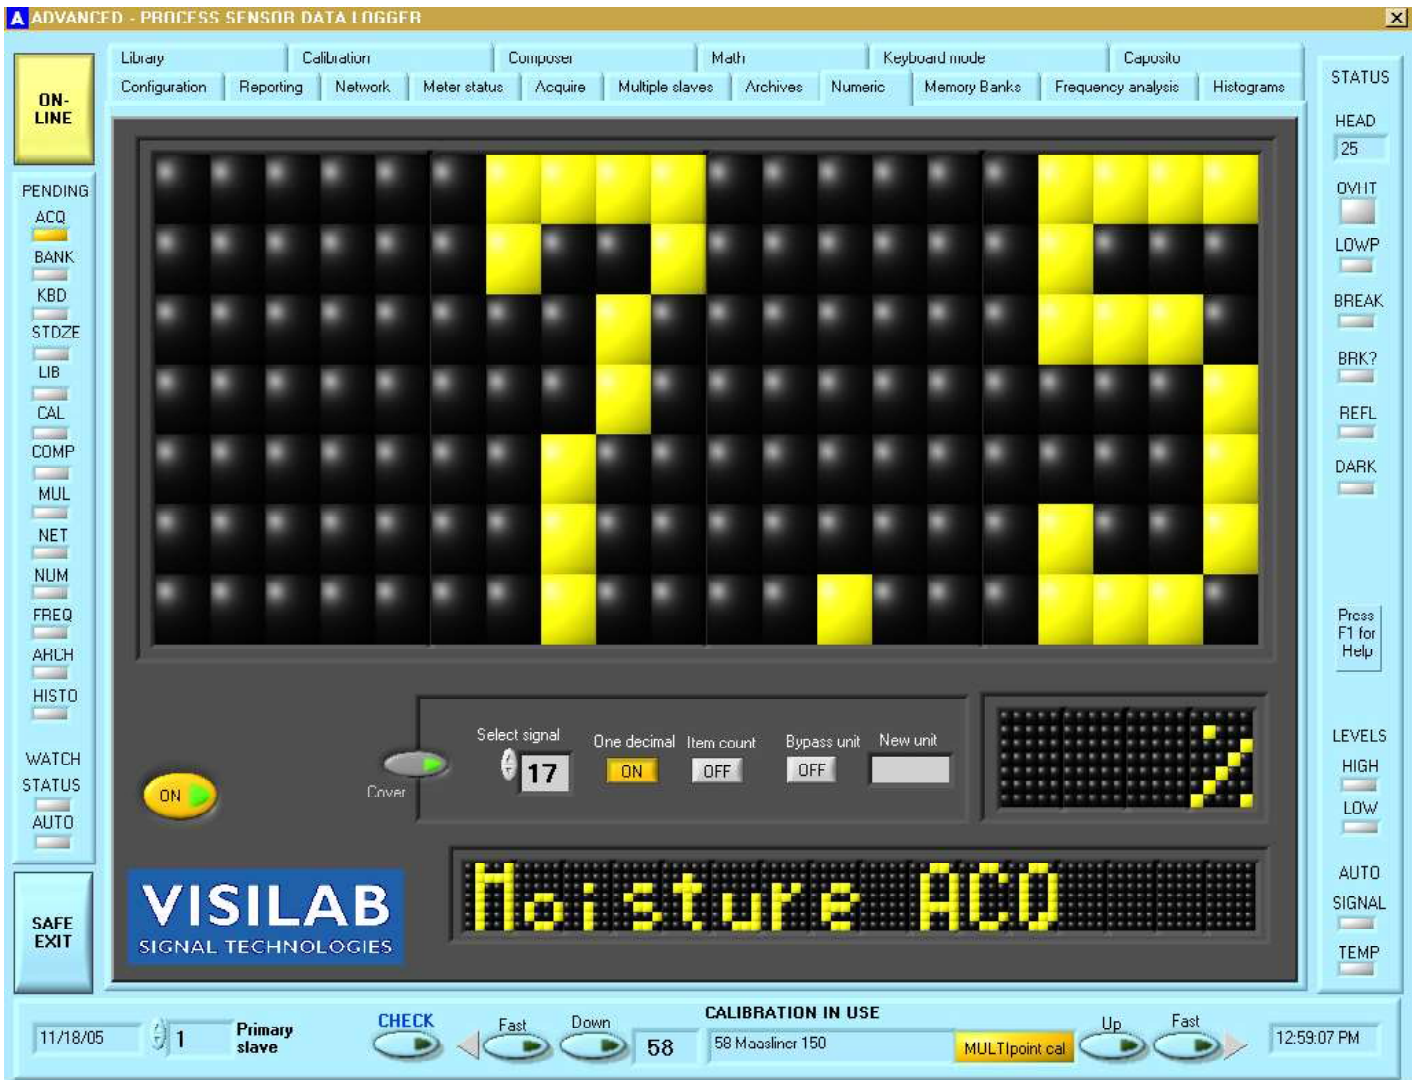 A ADVANCED - PROCESS SENSOR DATA LOGGER
Library Calibration Composer Math Keyboard mode Caposito
Configuration Reporting Network Meter status Acquire Multiple slaves Archives Numeric Memory Banks Frequency analysis Histograms
ON-
LINE
PENDING
ACQ
BANK
KBD
STDZE
LIB
CAL
COMP
MUL
NET
NUM
FREQ
ARCH
HISTO
WATCH
STATUS
AUTO
SAFE
EXIT
7.5
Select signal
17
One decimal
ON
Item count
OFF
Bypass unit
OFF
New unit
Cover
ON
%
VISILAB
SIGNAL TECHNOLOGIES
Moisture ACQ
STATUS
HEAD
25
OVHT
LOWP
BREAK
BRK?
REFL
DARK
Press
F1 for
Help
LEVELS
HIGH
LOW
AUTO
SIGNAL
TEMP
11/18/05
1
Primary
slave
CHECK
Fast
Down
CALIBRATION IN USE
58
58 Maasliner 150
MULTIpoint cal
Up
Fast
12:59:07 PM